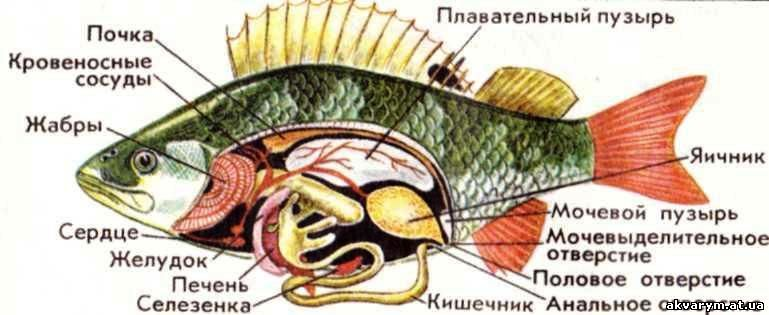 Плавательный пузырь
Почка
Кровеносные
сосуды
Жабры
Яичник
Мочевой пузырь
Мочевыделительное
отверстие
Половое отверстие
Анальное
Сердце
Желудок
Печень
Селезенка
Кишечник
akvarym.at.ua